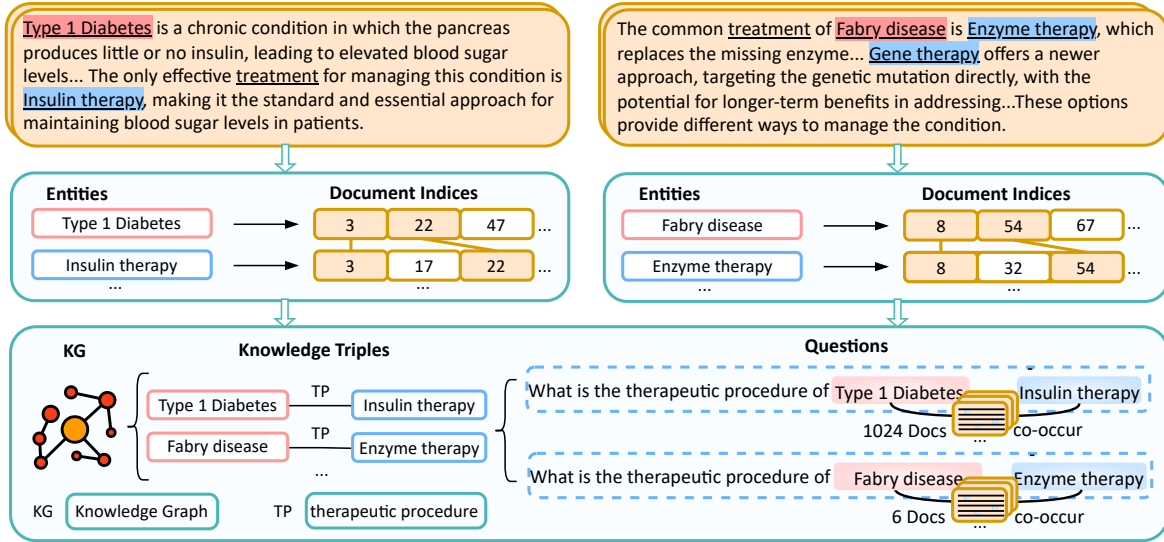 Type 1 Diabetes is a chronic condition in which the pancreas
produces little or no insulin, leading to elevated blood sugar
levels... The only effective treatment for managing this condition is
Insulin therapy, making it the standard and essential approach for
maintaining blood sugar levels in patients.
The common treatment of Fabry disease is Enzyme therapy, which
replaces the missing enzyme... Gene therapy offers a newer
approach, targeting the genetic mutation directly, with the
potential for longer-term benefits in addressing...These options
provide different ways to manage the condition.
Entities Document Indices
Type 1 Diabetes 3 22 47 ...
Insulin therapy 3 17 22 ...
... ...
Entities Document Indices
Fabry disease 8 54 67 ...
Enzyme therapy 8 32 54 ...
... ...
KG Knowledge Triples Questions
Type 1 Diabetes TP Insulin therapy
Fabry disease TP Enzyme therapy
...
What is the therapeutic procedure of Type 1 Diabetes Insulin therapy
1024 Docs ... co-occur
What is the therapeutic procedure of Fabry disease Enzyme therapy
6 Docs ... co-occur
KG Knowledge Graph TP therapeutic procedure